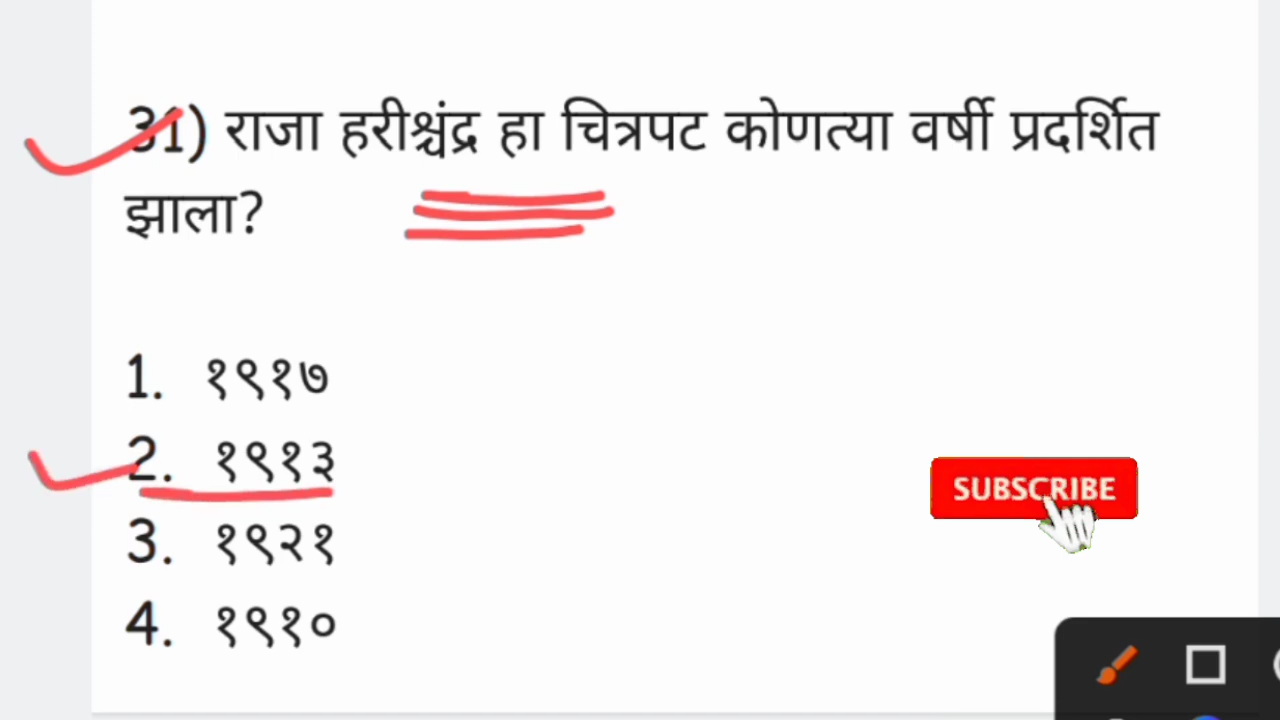 31) राजा हरीश्चंद्र हा चित्रपट कोणत्या वर्षी प्रदर्शित
झाला?
1. १९१७
2. १९१३
3. १९२१
4. १९१०
SUBSCRIBE